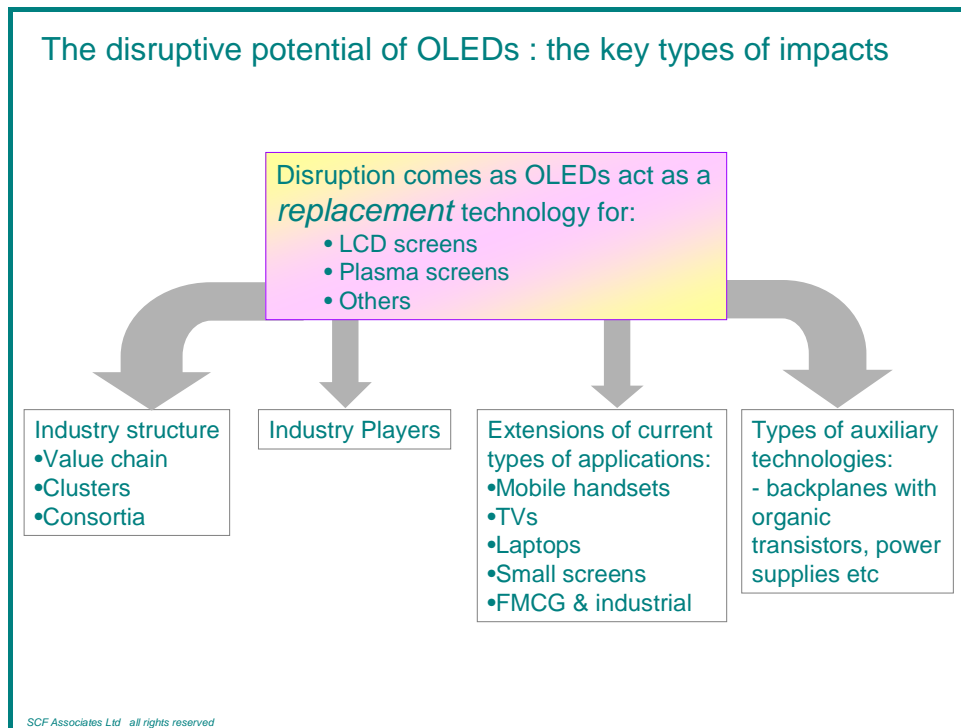 The disruptive potential of OLEDs : the key types of impacts
Disruption comes as OLEDs act as a
replacement technology for:
• LCD screens
• Plasma screens
• Others
Industry structure
•Value chain
•Clusters
•Consortia
Industry Players
Extensions of current
types of applications:
•Mobile handsets
•TVs
•Laptops
•Small screens
•FMCG & industrial
Types of auxiliary
technologies:
- backplanes with
organic
transistors, power
supplies etc
SCF Associates Ltd all rights reserved